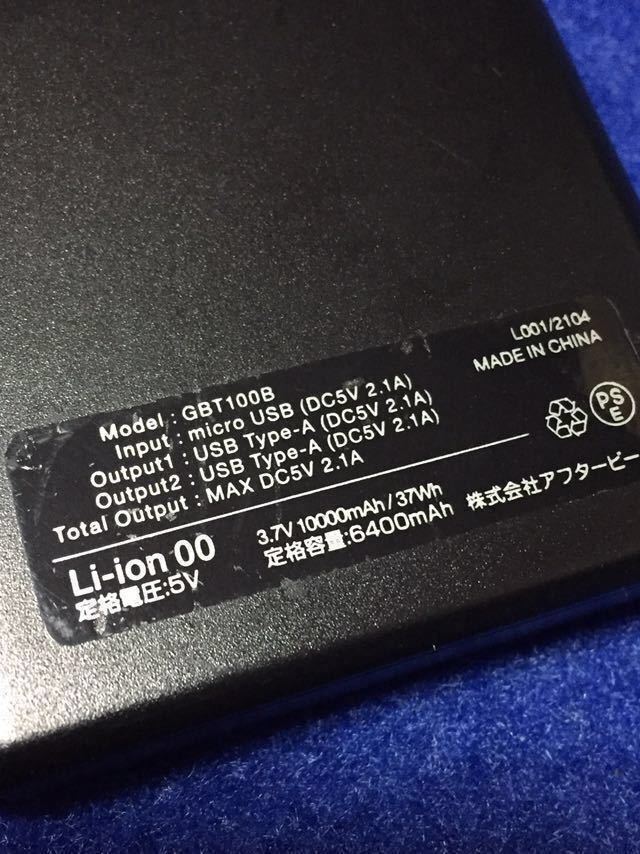 L001/2104
MADE IN CHINA
Model : GBT100B
Input : micro USB (DC5V 2.1A)
Output1 : USB Type-A (DC5V 2.1A)
Output2 : USB Type-A (DC5V 2.1A)
Total Output : MAX DC5V 2.1A
PS
E
Li-ion 00
3.7V 10000mAh / 37Wh
定格電圧:5V
定格容量:6400mAh
株式会社アフタービー